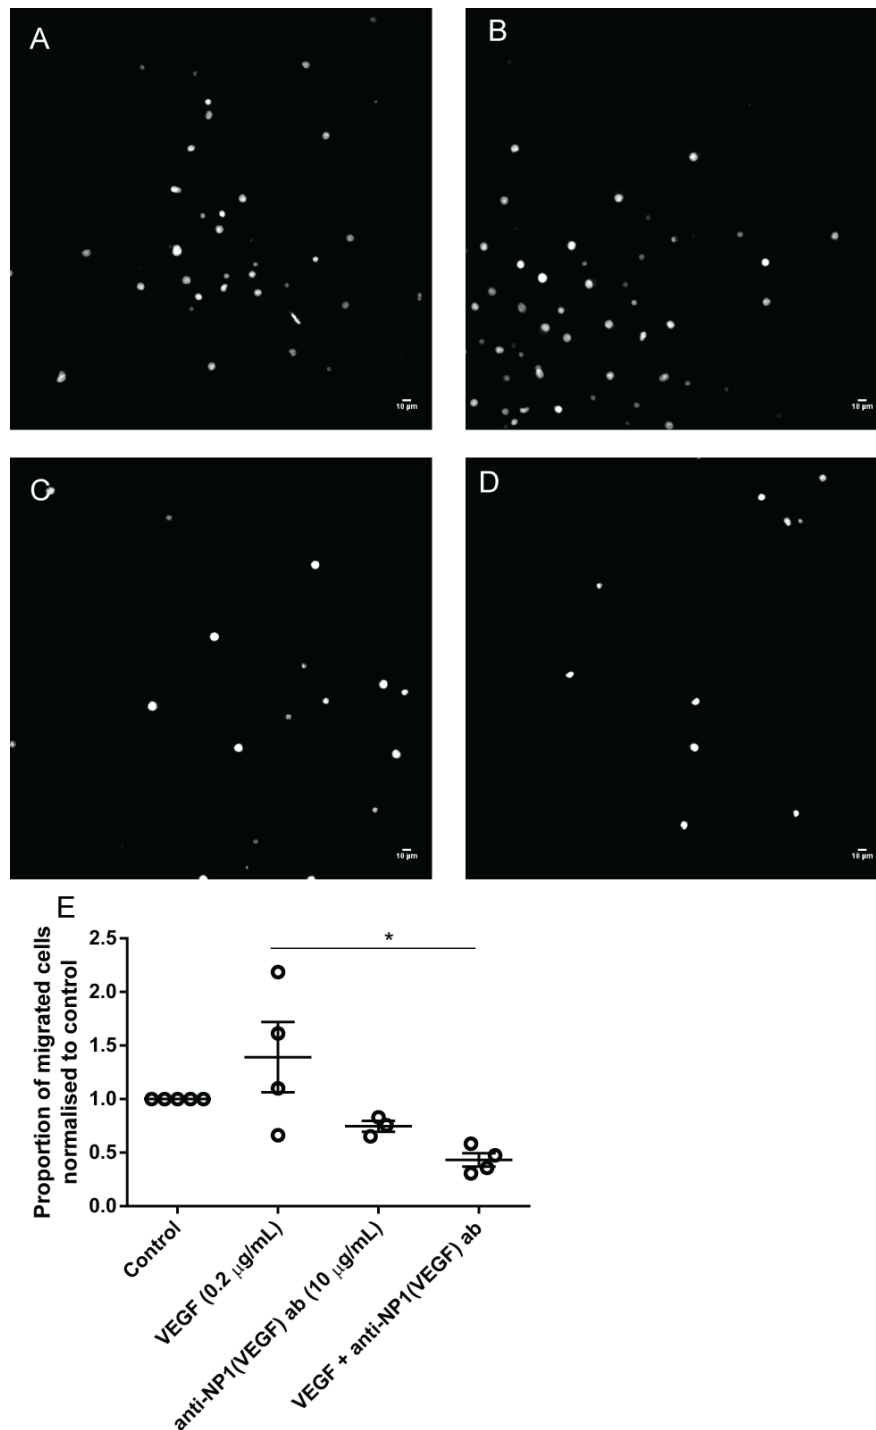 A
B
10 µm
10 µm
C
D
10 µm
10 µm
E
Proportion of migrated cells
normalised to control
2.5
2.0
1.5
1.0
0.5
0.0
*
Control
VEGF (0.2 µg/mL)
anti-NP1(VEGF) ab (10 µg/mL)
VEGF + anti-NP1(VEGF) ab